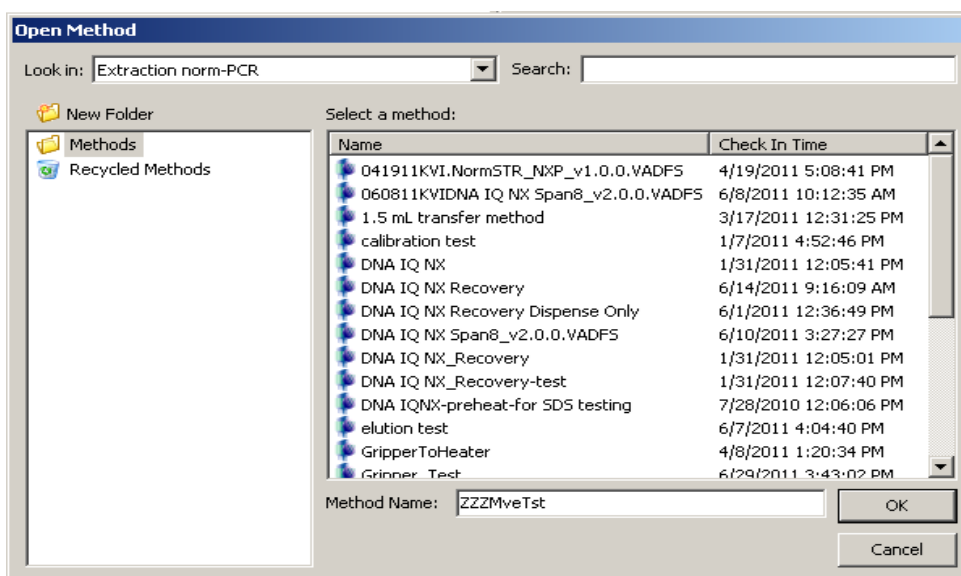 Open Method
Look in: Extraction norm-PCR Search:
New Folder
Select a method:
Methods
Recycled Methods
Name Check In Time
041911KVI.NormSTR_NXP_v1.0.0.VADFS 4/19/2011 5:08:41 PM
060811KVIDNA IQ NX Span8_v2.0.0.VADFS 6/8/2011 10:12:35 AM
1.5 mL transfer method 3/17/2011 12:31:25 PM
calibration test 1/7/2011 4:52:46 PM
DNA IQ NX 1/31/2011 12:05:41 PM
DNA IQ NX Recovery 6/14/2011 9:16:09 AM
DNA IQ NX Recovery Dispense Only 6/1/2011 12:36:49 PM
DNA IQ NX Span8_v2.0.0.VADFS 6/10/2011 3:27:27 PM
DNA IQ NX_Recovery 1/31/2011 12:05:01 PM
DNA IQ NX_Recovery-test 1/31/2011 12:07:40 PM
DNA IQNX-preheat-for SDS testing 7/28/2010 12:06:06 PM
elution test 6/7/2011 4:04:40 PM
GripperToHeater 4/8/2011 1:20:34 PM
Gripper_Test 6/29/2011 3:43:02 PM
Method Name: ZZZMveTst
OK
Cancel